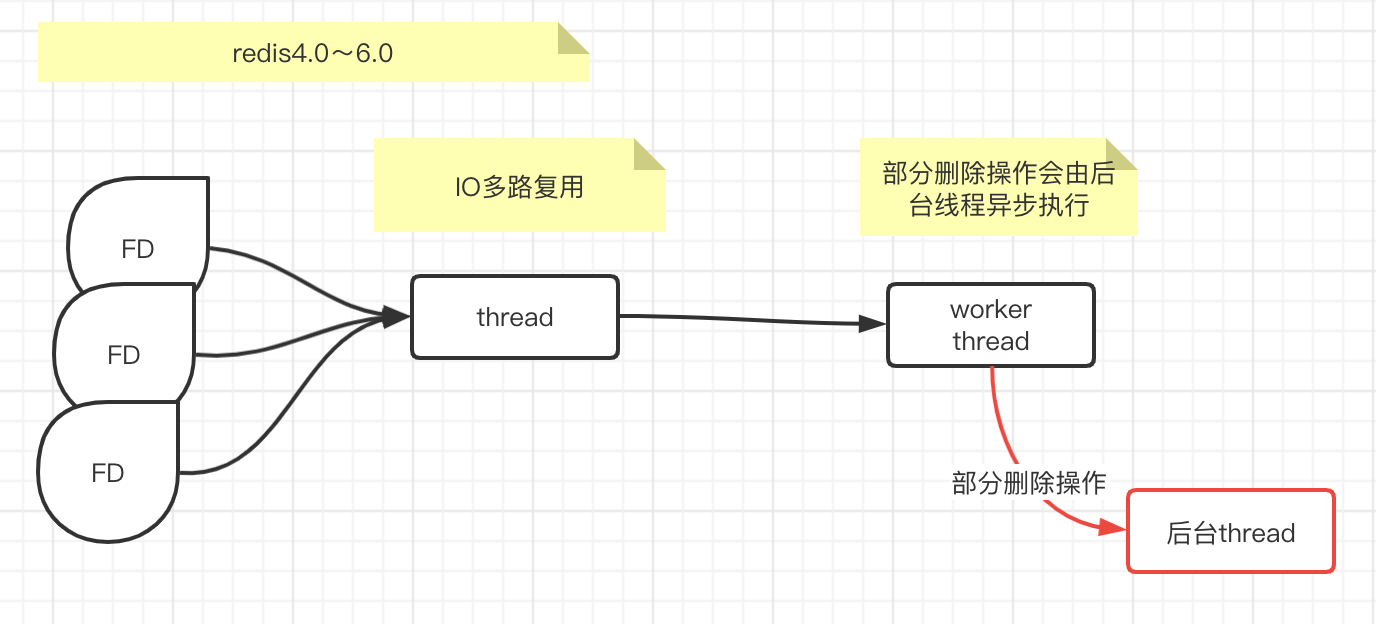 redis4.0～6.0
IO多路复用
部分删除操作会由后
台线程异步执行
FD
FD
FD
thread
worker
thread
部分删除操作
后台thread